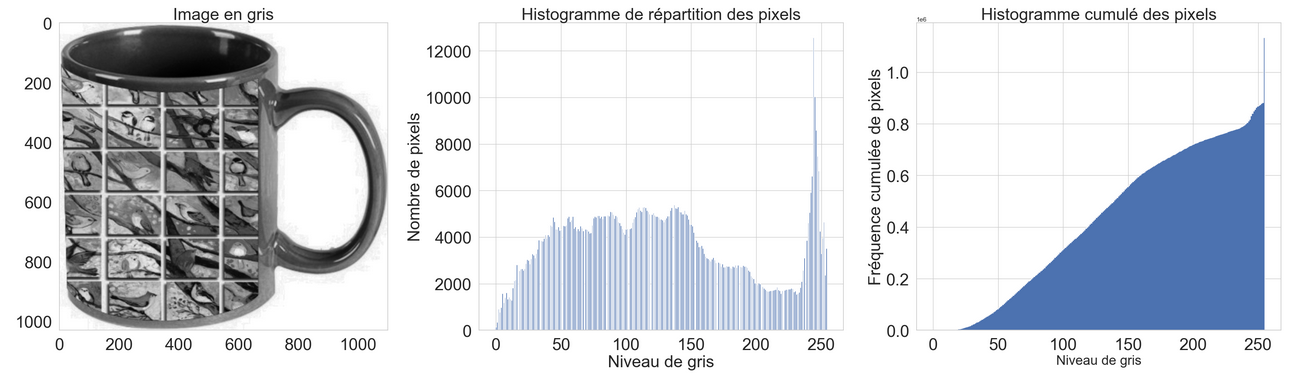 Image en gris
0
200
400
600
800
1000
0 200 400 600 800 1000
Histogramme de répartition des pixels
Nombre de pixels
12000
10000
8000
6000
4000
2000
0
0 50 100 150 200 250
Niveau de gris
Histogramme cumulé des pixels
1e6
Fréquence cumulée de pixels
1.0
0.8
0.6
0.4
0.2
0.0
0 50 100 150 200 250
Niveau de gris